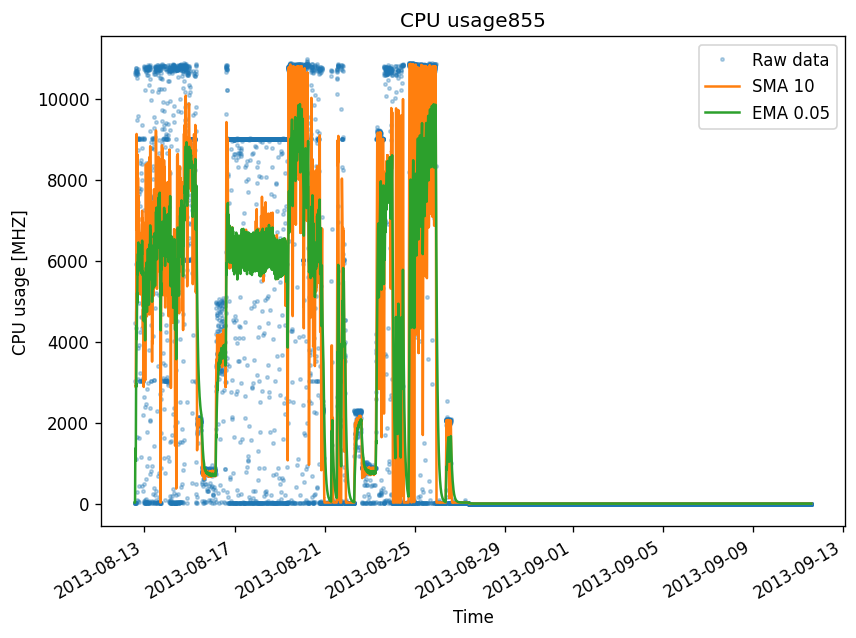 CPU usage855
Raw data
SMA 10
EMA 0.05
CPU usage [MHZ]
10000
8000
6000
4000
2000
0
2013-08-13
2013-08-17
2013-08-21
2013-08-25
2013-08-29
2013-09-01
2013-09-05
2013-09-09
2013-09-13
Time